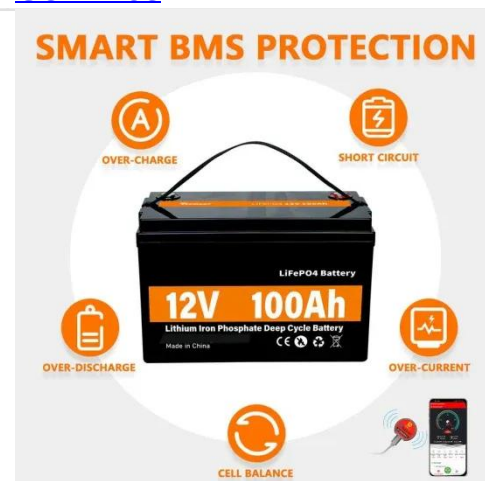 SMART BMS PROTECTION
OVER-CHARGE
SHORT CIRCUIT
LiFePO4 Battery
12V 100Ah
Lithium Iron Phosphate Deep Cycle Battery
Made in China
CE
OVER-DISCHARGE
OVER-CURRENT
CELL BALANCE